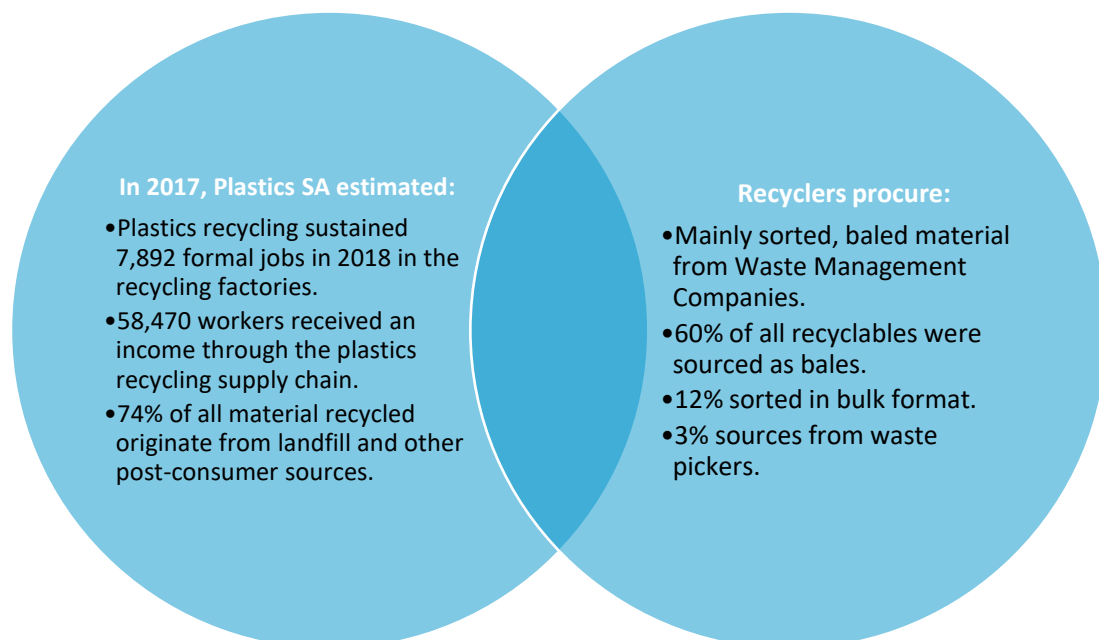 In 2017, Plastics SA estimated:
•Plastics recycling sustained
7,892 formal jobs in 2018 in the
recycling factories.
•58,470 workers received an
income through the plastics
recycling supply chain.
•74% of all material recycled
originate from landfill and other
post-consumer sources.
Recyclers procure:
•Mainly sorted, baled material
from Waste Management
Companies.
•60% of all recyclables were
sourced as bales.
•12% sorted in bulk format.
•3% sources from waste
pickers.